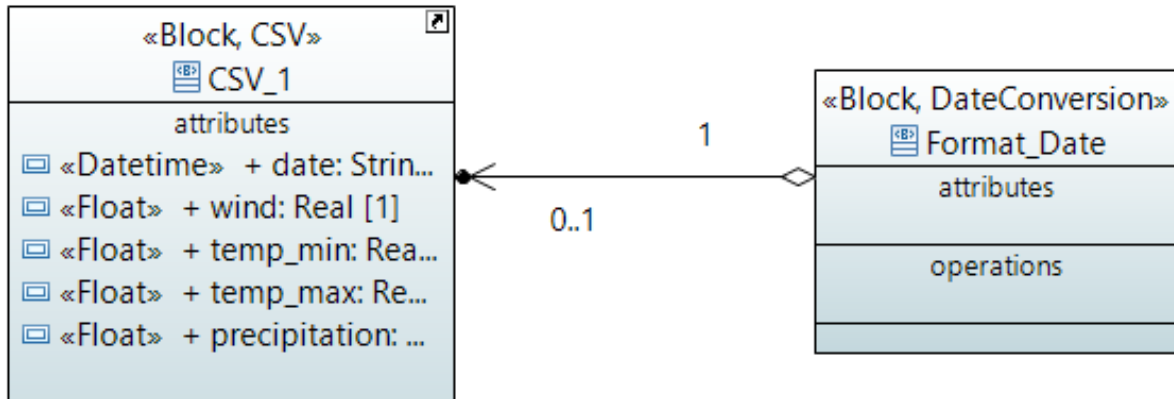 «Block, CSV»
CSV_1
attributes
«Datetime» + date: Strin...
«Float» + wind: Real [1]
«Float» + temp_min: Rea...
«Float» + temp_max: Re...
«Float» + precipitation: ...
1
0..1
«Block, DateConversion»
Format_Date
attributes
operations